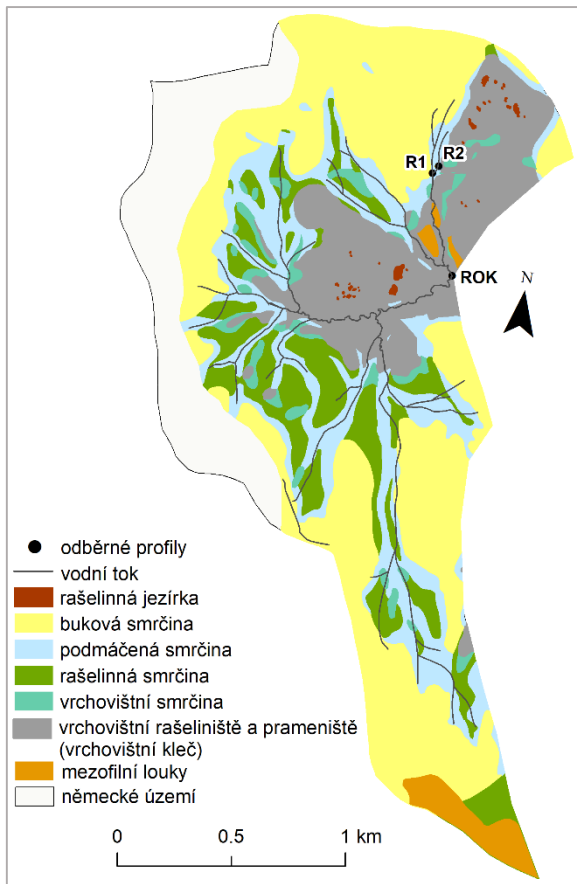 R1
R2
ROK
N
odběrné profily
vodní tok
rašelinná jezírka
buková smrčina
podmáčená smrčina
rašelinná smrčina
vrchovištní smrčina
vrchovištní rašeliniště a prameniště
(vrchovištní kleč)
mezofilní louky
německé území
0 0.5 1 km